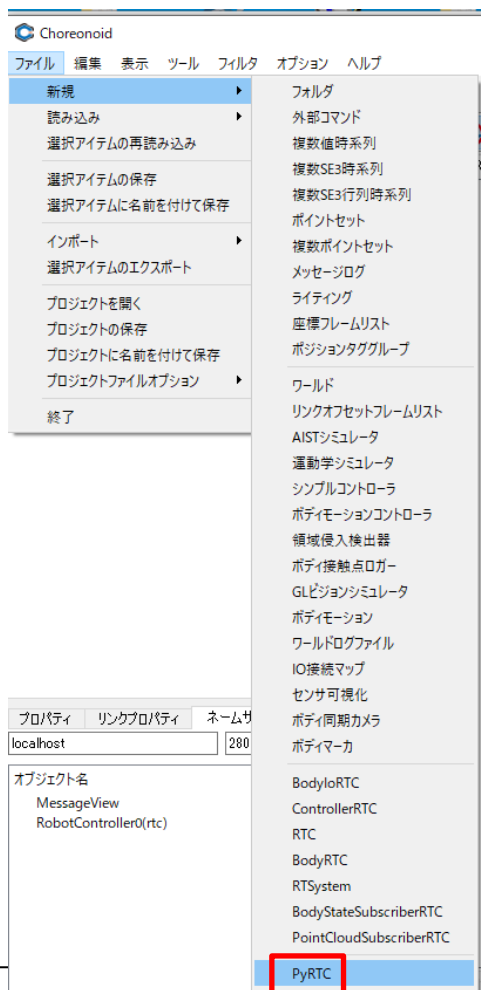 Choreonoid
ファイル 編集 表示 ツール フィルタ オプション ヘルプ
新規
読み込み
選択アイテムの再読み込み
選択アイテムの保存
選択アイテムに名前を付けて保存
インポート
選択アイテムのエクスポート
プロジェクトを開く
プロジェクトの保存
プロジェクトに名前を付けて保存
プロジェクトファイルオプション
終了
フォルダ
外部コマンド
複数値時系列
複数SE3時系列
複数SE3行列時系列
ポイントセット
複数ポイントセット
メッセージログ
ライティング
座標フレームリスト
ポジションタググループ
ワールド
リンクオフセットフレームリスト
AISTシミュレータ
運動学シミュレータ
シンプルコントローラ
ボディモーションコントローラ
領域侵入検出器
ボディ接触点ロガー
GLビジョンシミュレータ
ボディモーション
ワールドログファイル
IO接続マップ
センサ可視化
ボディ同期カメラ
ボディマーカ
BodyIoRTC
ControllerRTC
RTC
BodyRTC
RTSystem
BodyStateSubscriberRTC
PointCloudSubscriberRTC
PyRTC
プロパティ リンクプロパティ ネームサ
localhost 280
オブジェクト名
MessageView
RobotController0(rtc)